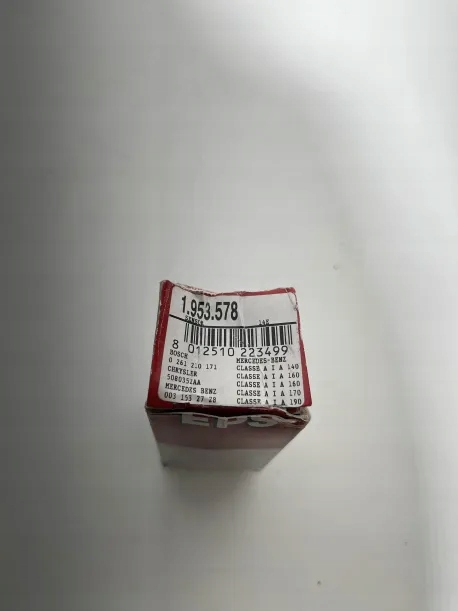 1.953.578
8 012510 223499
BOSCH
0 261 210 171
CHRYSLER
5080352AA
MERCEDES BENZ
003 153 27 28
MERCEDES-BENZ
CLASSE A I A 140
CLASSE A I A 160
CLASSE A I A 160
CLASSE A I A 170
CLASSE A I A 190
EPS